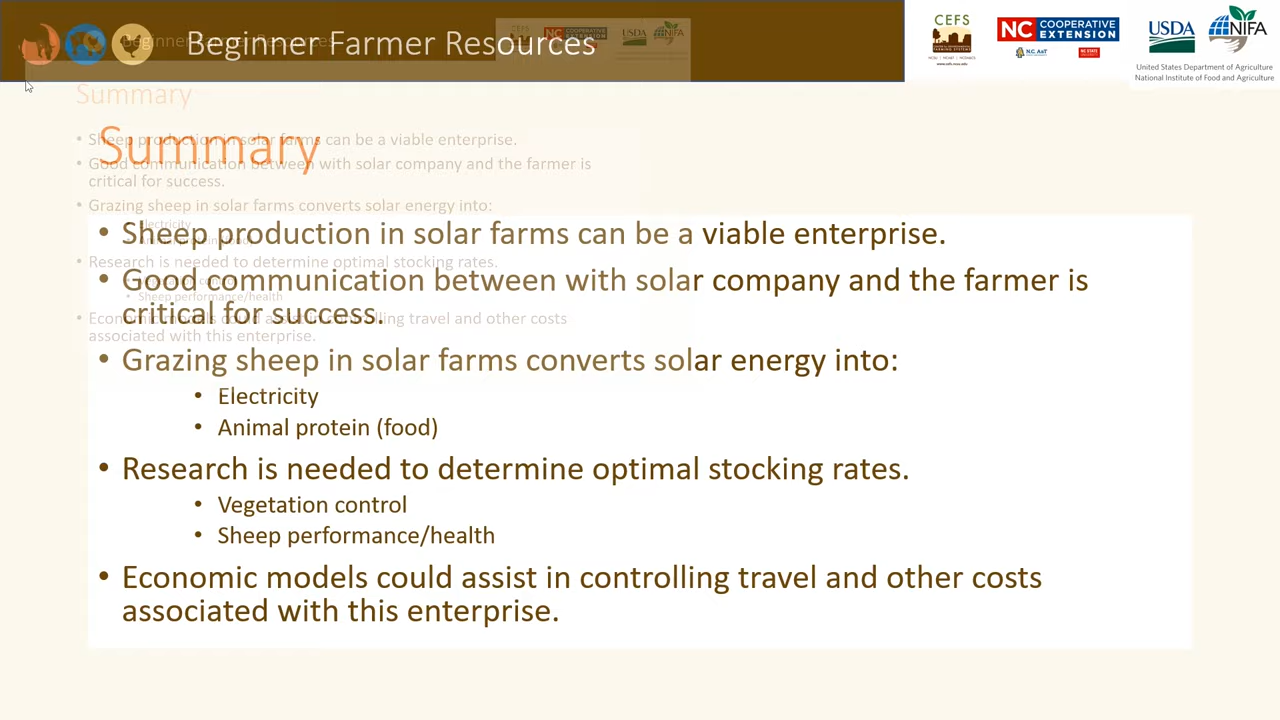 Beginner Farmer Resources
CEFS
www.cefs.ncsu.edu
NC COOPERATIVE EXTENSION
N.C. A&T
NC STATE
USDA
NIFA
United States Department of Agriculture
National Institute of Food and Agriculture
Summary
• Sheep production in solar farms can be a viable enterprise.
• Good communication between with solar company and the farmer is
critical for success.
• Grazing sheep in solar farms converts solar energy into:
• Electricity
• Animal protein (food)
• Research is needed to determine optimal stocking rates.
• Vegetation control
• Sheep performance/health
• Economic models could assist in controlling travel and other costs
associated with this enterprise.